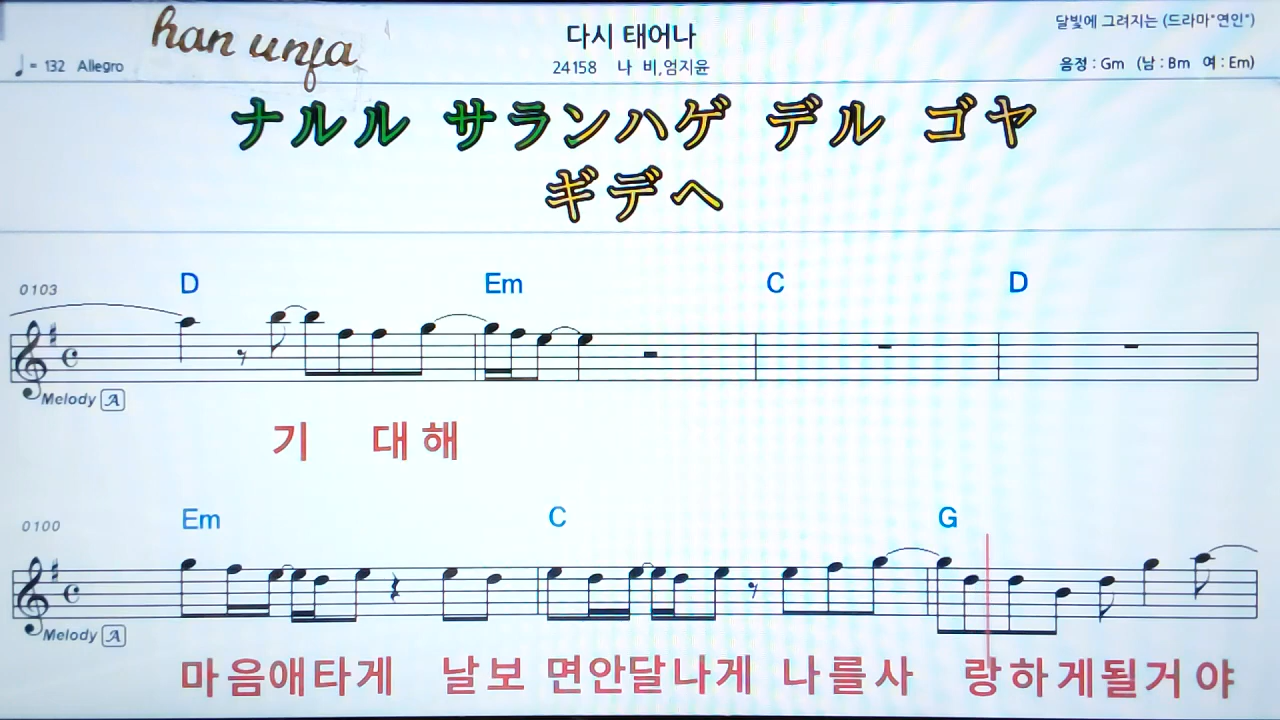 han unfa
♩= 132 Allegro
다시 태어나
24158 나 비,엄지윤
달빛에 그려지는 (드라마"연인")
음정 : Gm (남 : Bm 여 : Em)
ナルル サランハゲ デル ゴヤ
ギデヘ
0103
D Em C D
Melody A
기 대 해
0100
Em C G
Melody A
마음애타게 날보 면안달나게 나를사 랑하게될거야